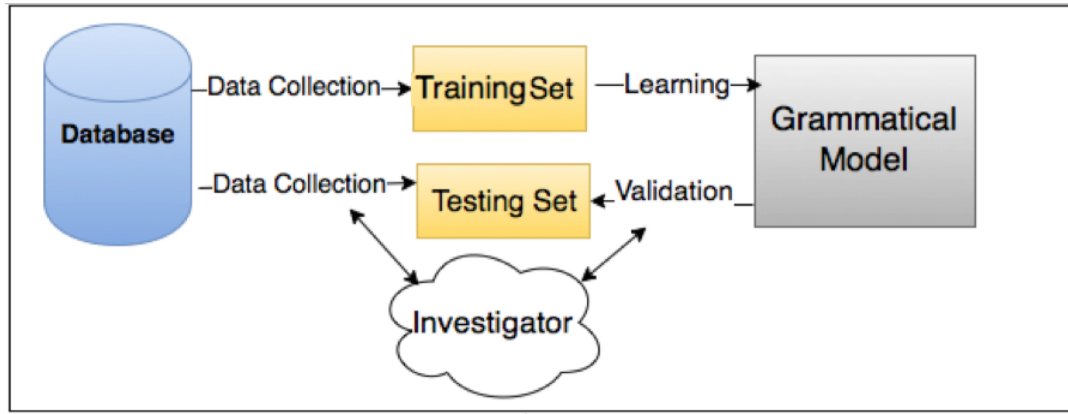 Database
Data Collection
Training Set
Learning
Grammatical
Model
Data Collection
Testing Set
Validation
Investigator